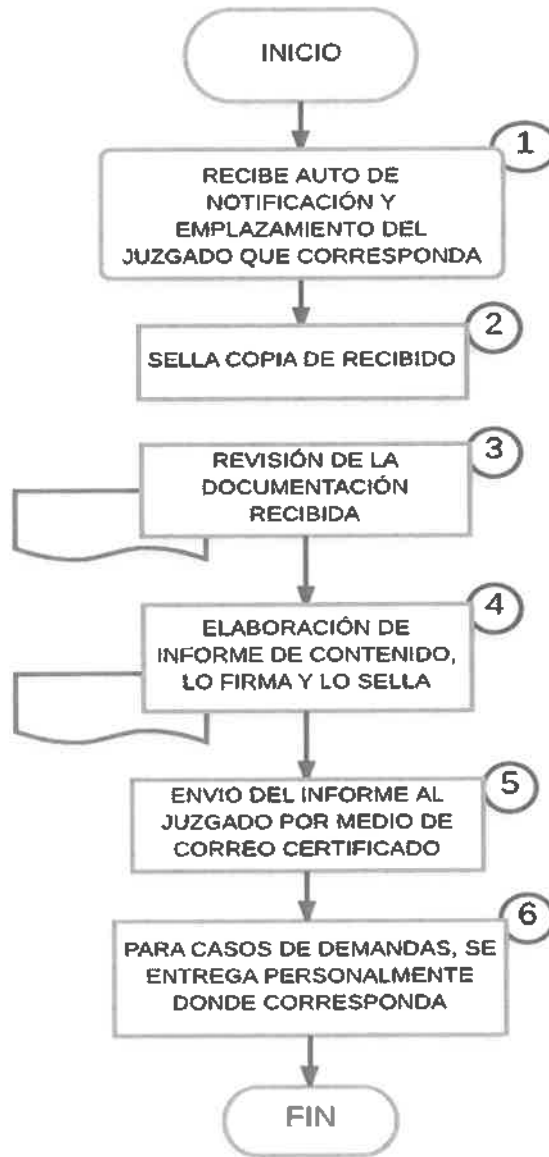 INICIO
1
RECIBE AUTO DE
NOTIFICACIÓN Y
EMPLAZAMIENTO DEL
JUZGADO QUE CORRESPONDA
2
SELLA COPIA DE RECIBIDO
3
REVISIÓN DE LA
DOCUMENTACIÓN
RECIBIDA
4
ELABORACIÓN DE
INFORME DE CONTENIDO,
LO FIRMA Y LO SELLA
5
ENVIO DEL INFORME AL
JUZGADO POR MEDIO DE
CORREO CERTIFICADO
6
PARA CASOS DE DEMANDAS, SE
ENTREGA PERSONALMENTE
DONDE CORRESPONDA
FIN